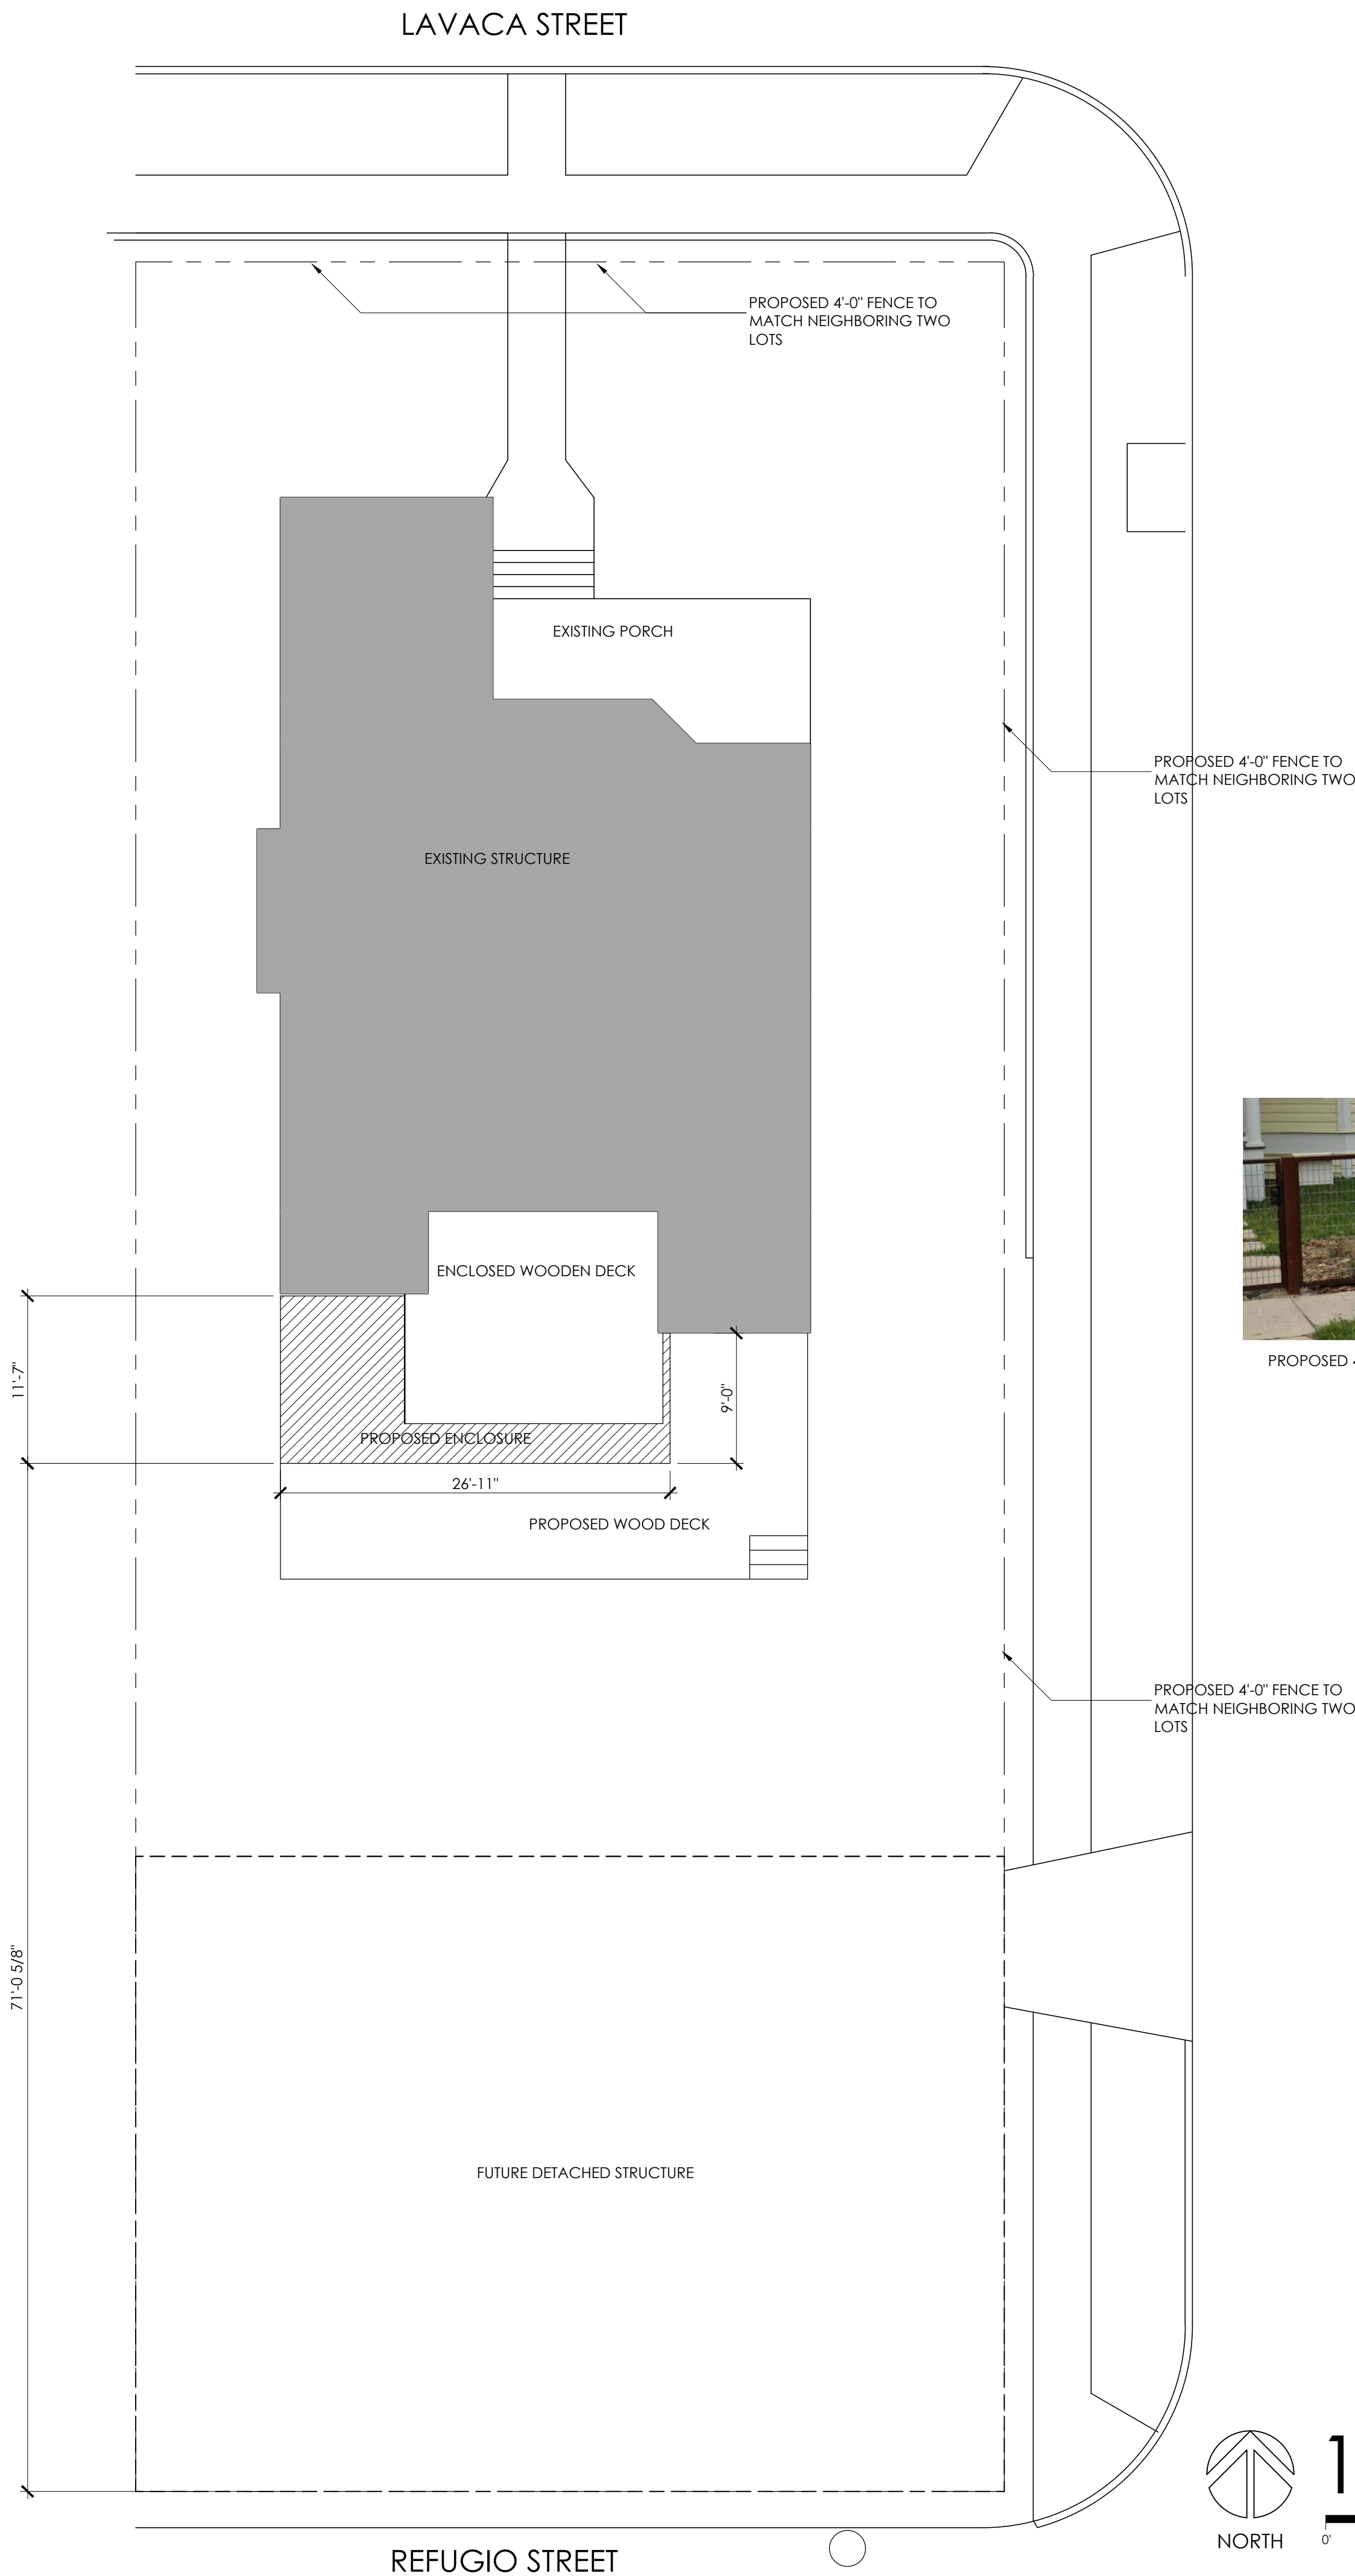 LAVACA STREET
PROPOSED 4'-0" FENCE TO
MATCH NEIGHBORING TWO
LOTS
EXISTING PORCH
PROPOSED 4'-0" FENCE TO
MATCH NEIGHBORING TWO
LOTS
EXISTING STRUCTURE
ENCLOSED WOODEN DECK
11'-7"
9'-0"
PROPOSED 4
PROPOSED ENCLOSURE
26'-11"
PROPOSED WOOD DECK
PROPOSED 4'-0" FENCE TO
MATCH NEIGHBORING TWO
LOTS
71'-0 5/8"
FUTURE DETACHED STRUCTURE
1
NORTH
0'
REFUGIO STREET